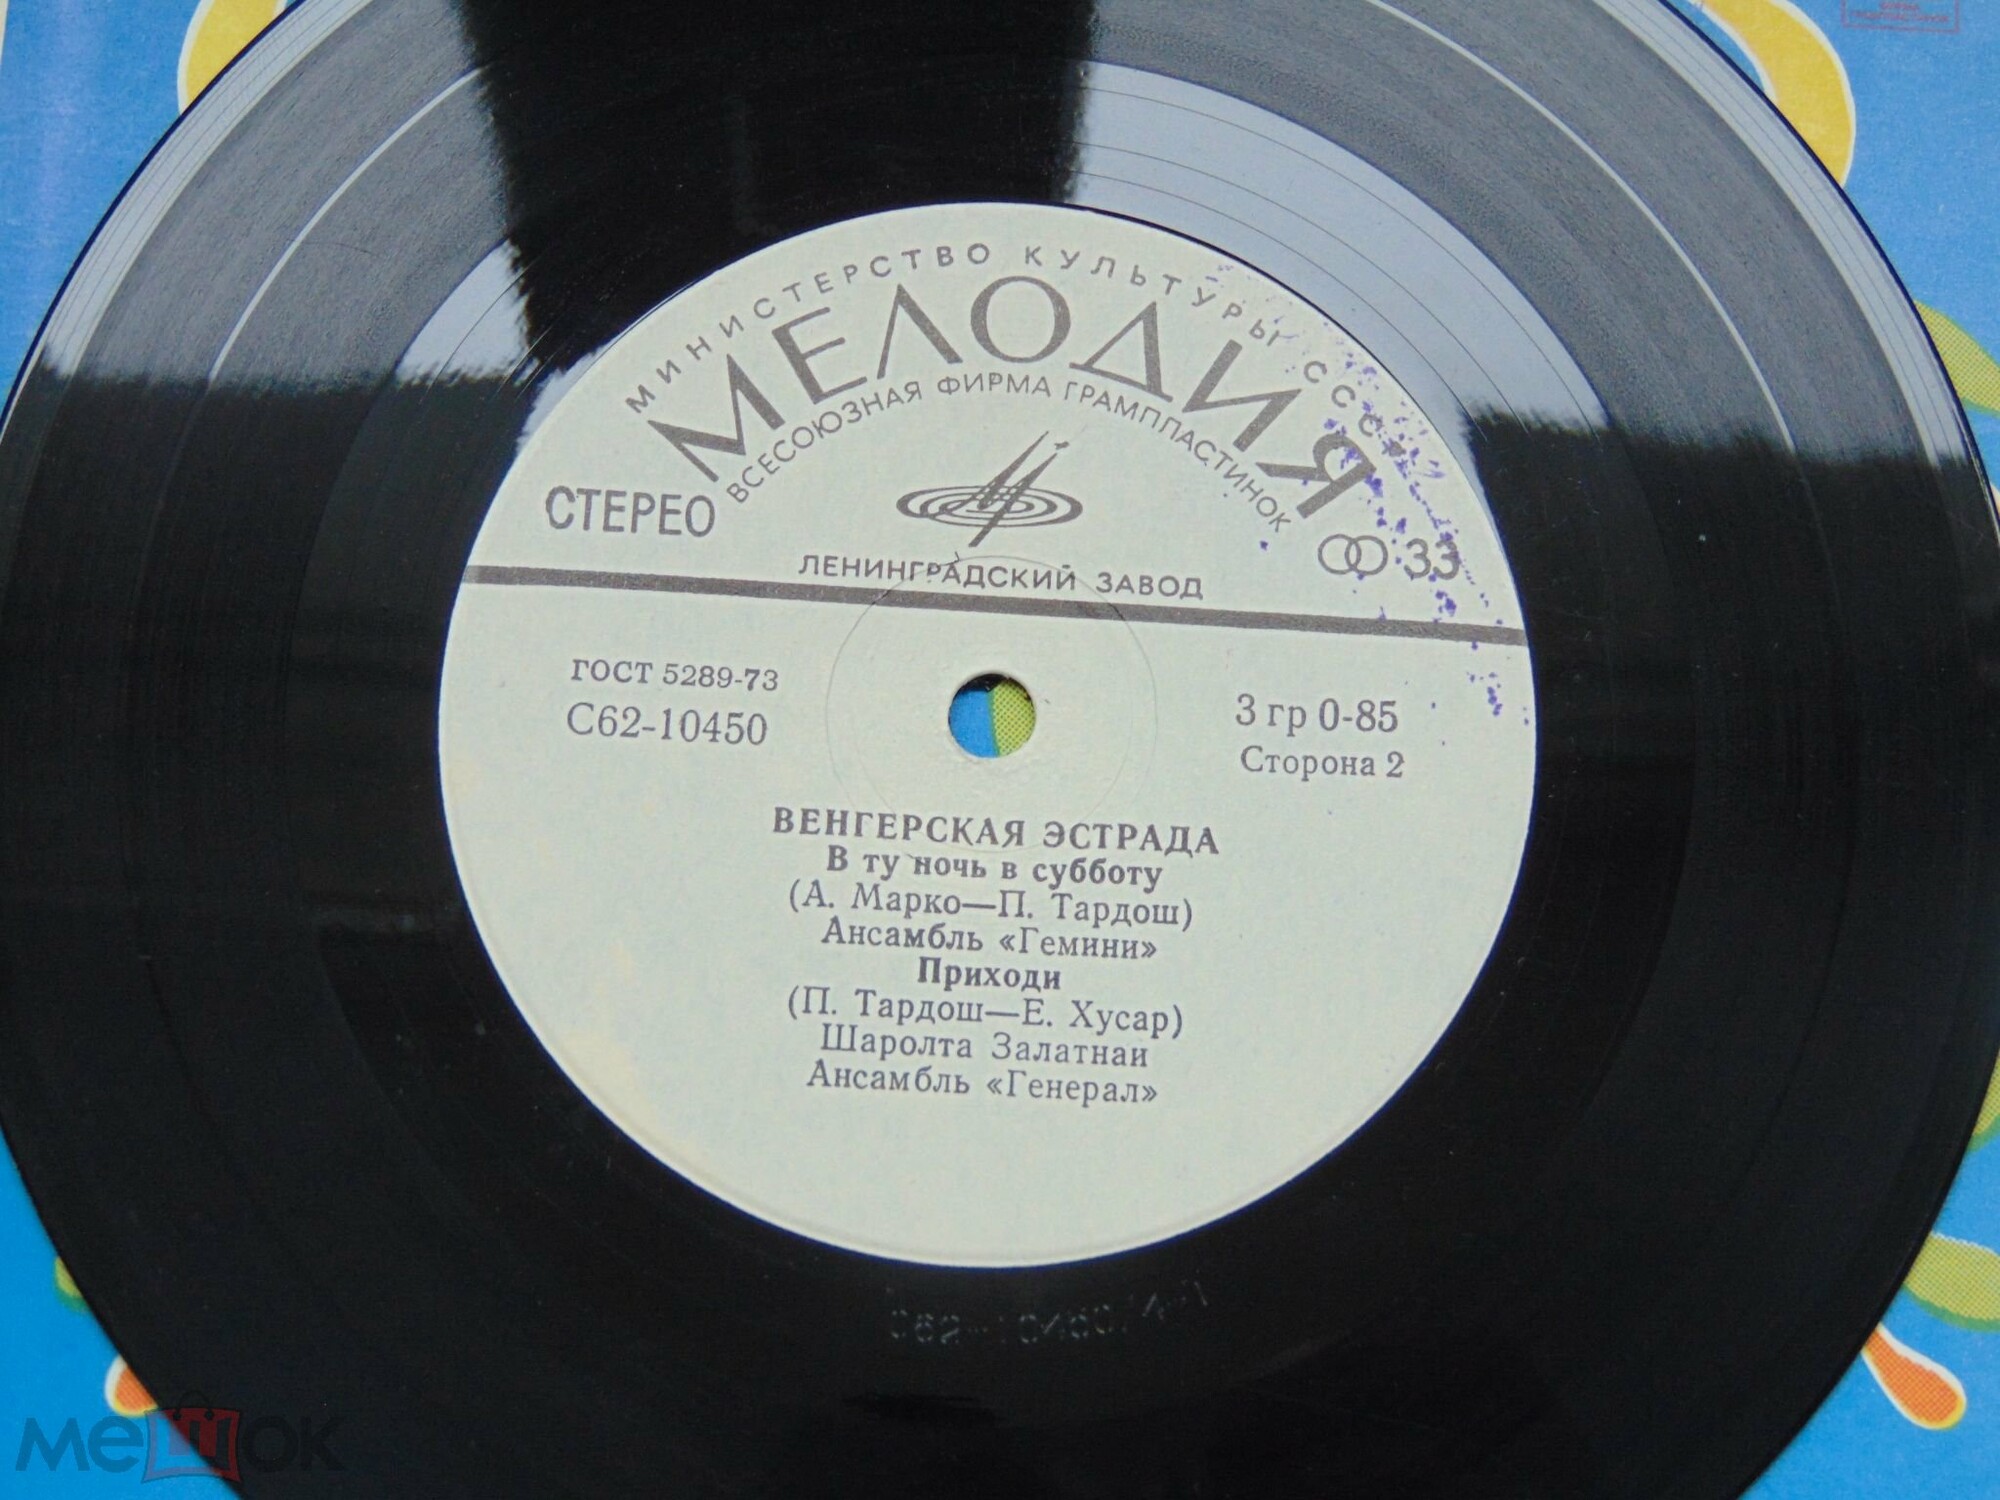 МИНИСТЕРСТВО КУЛЬТУРЫ СССР
МЕЛОДИЯ
ВСЕСОЮЗНАЯ ФИРМА ГРАМПЛАСТИНОК
СТЕРЕО
33
ЛЕНИНГРАДСКИЙ ЗАВОД
ГОСТ 5289-73
С62-10450
3 гр 0-85
Сторона 2
ВЕНГЕРСКАЯ ЭСТРАДА
В ту ночь в субботу
(А. Марко—П. Тардош)
Ансамбль «Гемини»
Приходи
(П. Тардош—Е. Хусар)
Шаролта Залатнаи
Ансамбль «Генерал»
мешок